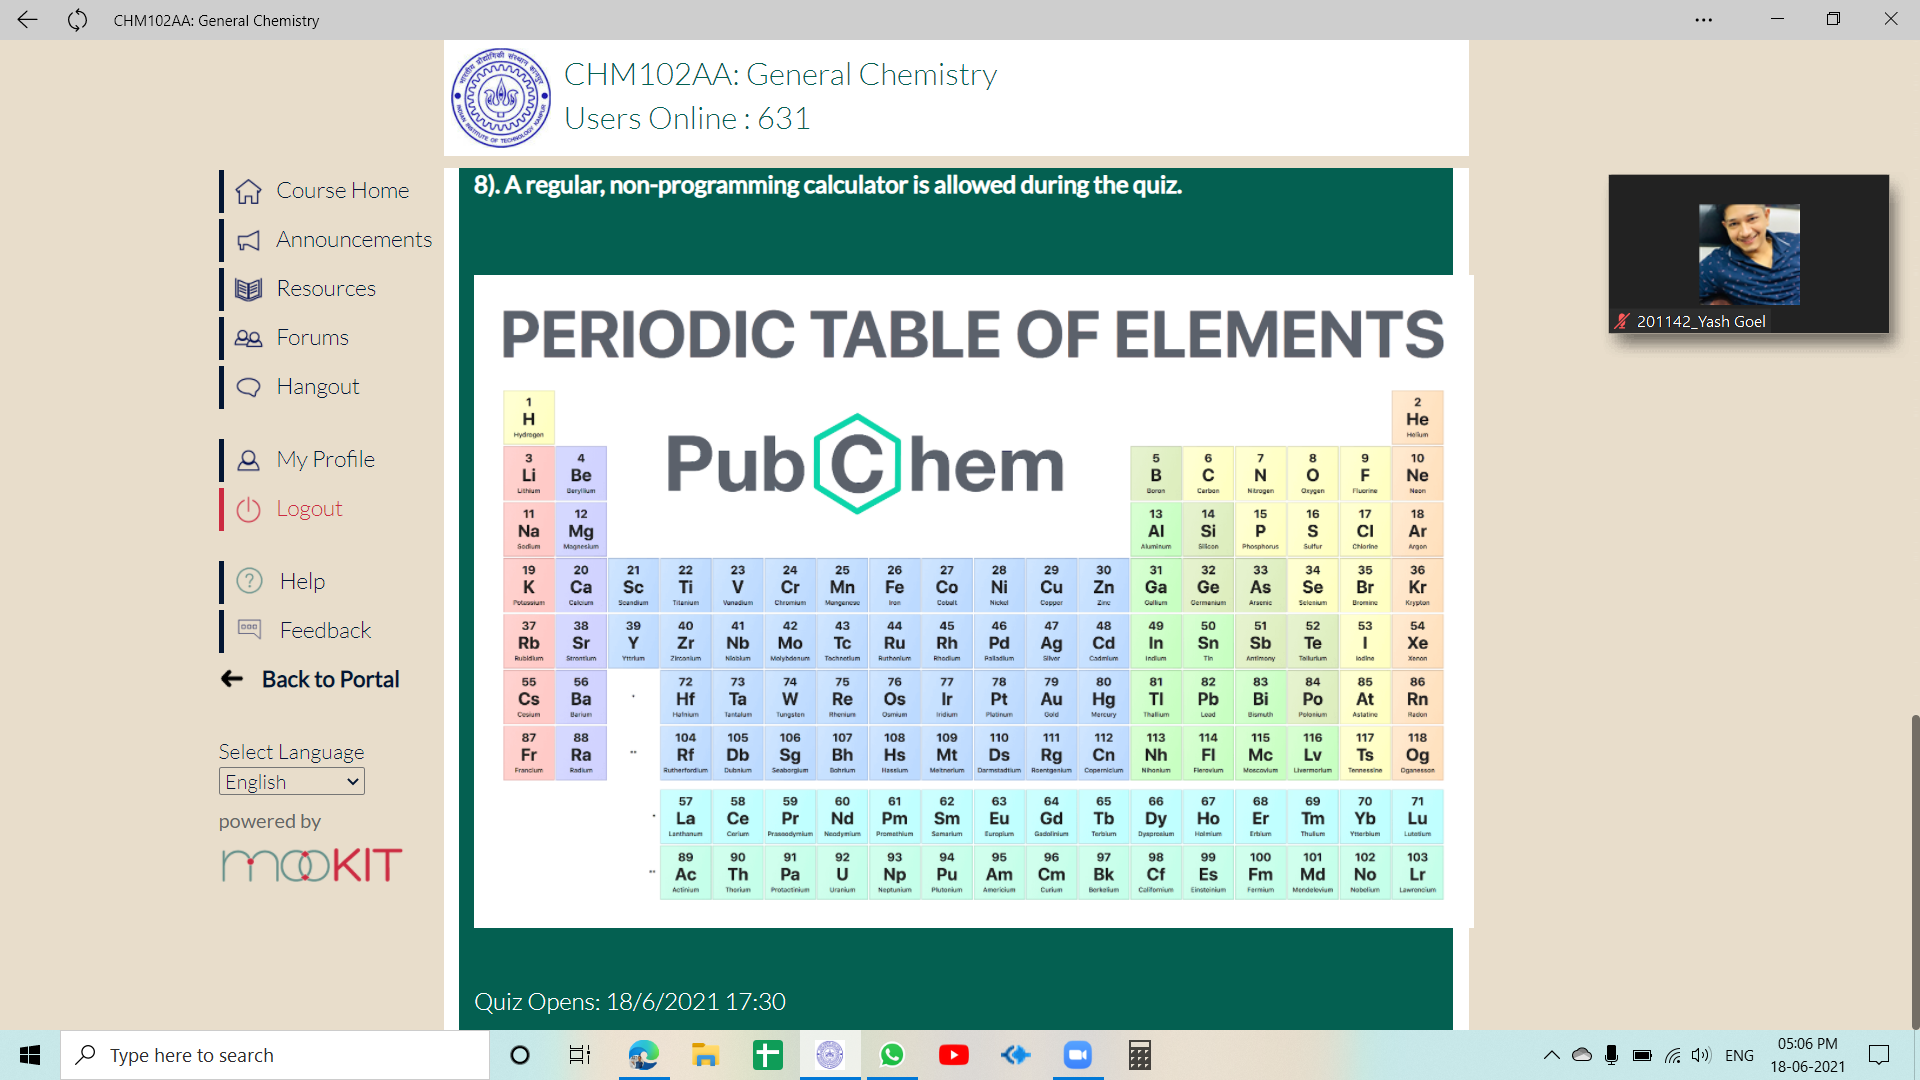 CHM102AA: General Chemistry
CHM102AA: General Chemistry
Users Online : 631
Course Home
Announcements
Resources
Forums
Hangout
My Profile
Logout
Help
Feedback
Back to Portal
Select Language
English
powered by
mooKIT
8). A regular, non-programming calculator is allowed during the quiz.
PERIODIC TABLE OF ELEMENTS
PubChem
1 2
H He
Hydrogen Helium
3 4 5 6 7 8 9 10
Li Be B C N O F Ne
Lithium Beryllium Boron Carbon Nitrogen Oxygen Fluorine Neon
11 12 13 14 15 16 17 18
Na Mg Al Si P S Cl Ar
Sodium Magnesium Aluminum Silicon Phosphorus Sulfur Chlorine Argon
19 20 21 22 23 24 25 26 27 28 29 30 31 32 33 34 35 36
K Ca Sc Ti V Cr Mn Fe Co Ni Cu Zn Ga Ge As Se Br Kr
Potassium Calcium Scandium Titanium Vanadium Chromium Manganese Iron Cobalt Nickel Copper Zinc Gallium Germanium Arsenic Selenium Bromine Krypton
37 38 39 40 41 42 43 44 45 46 47 48 49 50 51 52 53 54
Rb Sr Y Zr Nb Mo Tc Ru Rh Pd Ag Cd In Sn Sb Te I Xe
Rubidium Strontium Yttrium Zirconium Niobium Molybdenum Technetium Ruthenium Rhodium Palladium Silver Cadmium Indium Tin Antimony Tellurium Iodine Xenon
55 56 * 72 73 74 75 76 77 78 79 80 81 82 83 84 85 86
Cs Ba Hf Ta W Re Os Ir Pt Au Hg Tl Pb Bi Po At Rn
Cesium Barium Hafnium Tantalum Tungsten Rhenium Osmium Iridium Platinum Gold Mercury Thallium Lead Bismuth Polonium Astatine Radon
87 88 ** 104 105 106 107 108 109 110 111 112 113 114 115 116 117 118
Fr Ra Rf Db Sg Bh Hs Mt Ds Rg Cn Nh Fl Mc Lv Ts Og
Francium Radium Rutherfordium Dubnium Seaborgium Bohrium Hassium Meitnerium Darmstadtium Roentgenium Copernicium Nihonium Flerovium Moscovium Livermorium Tennessine Oganesson
* 57 58 59 60 61 62 63 64 65 66 67 68 69 70 71
La Ce Pr Nd Pm Sm Eu Gd Tb Dy Ho Er Tm Yb Lu
Lanthanum Cerium Praseodymium Neodymium Promethium Samarium Europium Gadolinium Terbium Dysprosium Holmium Erbium Thulium Ytterbium Lutetium
** 89 90 91 92 93 94 95 96 97 98 99 100 101 102 103
Ac Th Pa U Np Pu Am Cm Bk Cf Es Fm Md No Lr
Actinium Thorium Protactinium Uranium Neptunium Plutonium Americium Curium Berkelium Californium Einsteinium Fermium Mendelevium Nobelium Lawrencium
Quiz Opens: 18/6/2021 17:30
201142_Yash Goel
Type here to search
ENG
05:06 PM
18-06-2021